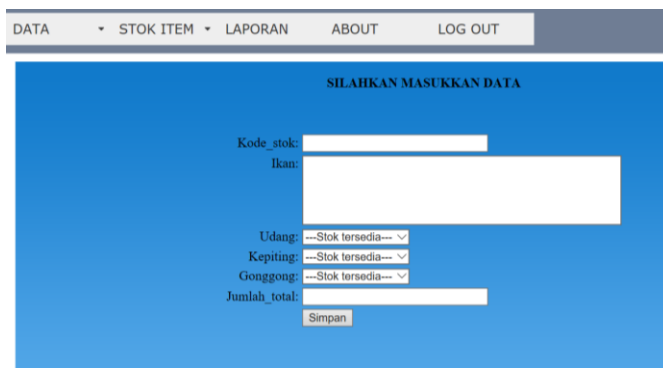 DATA STOK ITEM LAPORAN ABOUT LOG OUT
SILAHKAN MASUKKAN DATA
Kode_stok:
Ikan:
Udang: ---Stok tersedia---
Kepiting: ---Stok tersedia---
Gonggong: ---Stok tersedia---
Jumlah_total:
Simpan